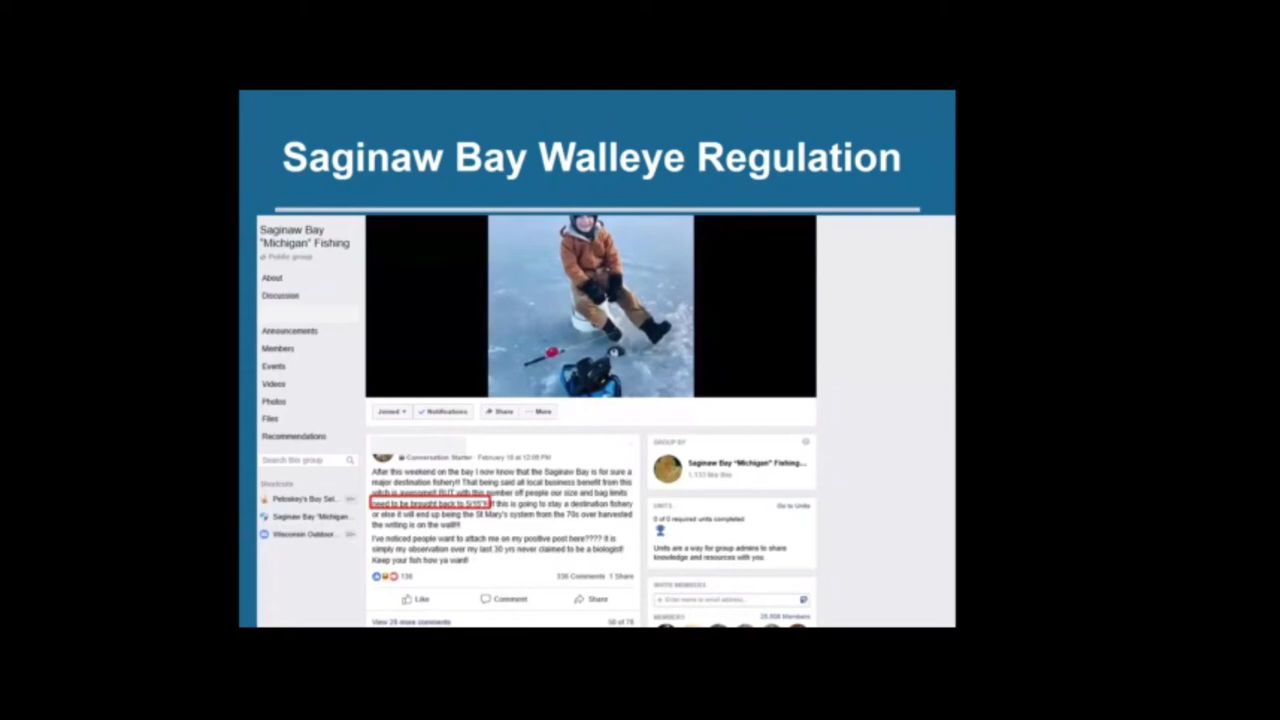 Saginaw Bay Walleye Regulation
Saginaw Bay
"Michigan" Fishing
Public group
About
Discussion
Announcements
Members
Events
Videos
Photos
Files
Recommendations
Search this group
Shortcuts
Petoskey's Buy Sel...
Saginaw Bay "Michigan...
Wisconsin Outdoor...
Joined
Notifications
Share
More
Conversation Starter · February 18 at 12:08 PM
After this weekend on the bay I now know that the Saginaw Bay is for sure a
major destination fishery!! That being said all local business benefit from this
which is awesome!! BUT with this number off people our size and bag limits
need to be brought back to 5/15"!! if this is going to stay a destination fishery
or else it will end up being the St Mary's system from the 70s over harvested
the writing is on the wall!!!
I've noticed people want to attach me on my positive post here???? It is
simply my observation over my last 30 yrs never claimed to be a biologist!
Keep your fish how ya want!
138
336 Comments 1 Share
Like
Comment
Share
View 28 more comments
50 of 78
GROUP BY
Saginaw Bay "Michigan" Fishing...
1,133 like this
UNITS
Go to Units
0 of 0 required units completed
Units are a way for group admins to share
knowledge and resources with you.
INVITE MEMBERS
+ Enter name or email address...
MEMBERS
Members